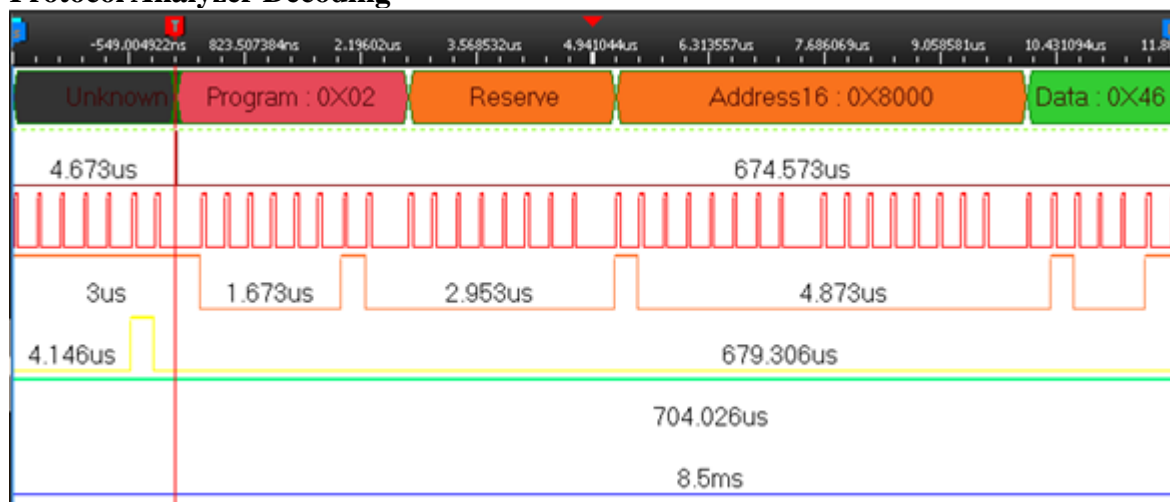 Protocol Analyzer Decoding
T
-549.004922ns 823.507384ns 2.19602us 3.568532us 4.941044us 6.313557us 7.686069us 9.058581us 10.431094us
Unknown Program : 0X02 Reserve Address16 : 0X8000 Data : 0X46
4.673us 674.573us
3us 1.673us 2.953us 4.873us
4.146us 679.306us
704.026us
8.5ms